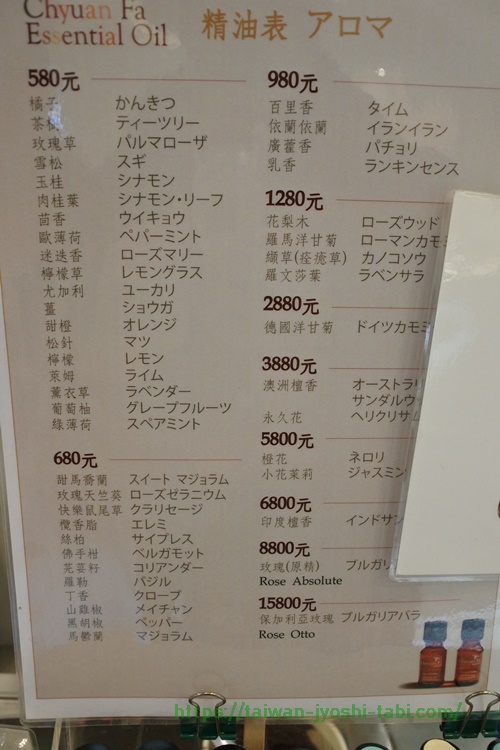 Chyuan Fa
Essential Oil
精油表 アロマ
580元
橘子 かんきつ
茶樹 ティーツリー
玫瑰草 パルマローザ
雪松 スギ
玉桂 シナモン
肉桂葉 シナモン・リーフ
茴香 ウイキョウ
歐薄荷 ペパーミント
迷迭香 ローズマリー
檸檬草 レモングラス
尤加利 ユーカリ
薑 ショウガ
甜橙 オレンジ
松針 マツ
檸檬 レモン
萊姆 ライム
薰衣草 ラベンダー
葡萄柚 グレープフルーツ
綠薄荷 スペアミント
680元
甜馬喬蘭 スイート マジョラム
玫瑰天竺葵 ローズゼラニウム
快樂鼠尾草 クラリセージ
欖香脂 エレミ
絲柏 サイプレス
佛手柑 ベルガモット
芫荽籽 コリアンダー
羅勒 バジル
丁香 クローブ
山雞椒 メイチャン
黑胡椒 ペッパー
馬鬱蘭 マジョラム
980元
百里香 タイム
依蘭依蘭 イランイラン
廣藿香 パチョリ
乳香 ランキンセンス
1280元
花梨木 ローズウッド
羅馬洋甘菊 ローマンカモ
纈草(痙癒草) カノコソウ
羅文莎葉 ラベンサラ
2880元
德國洋甘菊 ドイツカモミ
3880元
澳洲檀香 オーストラリ
サンダルウッ
永久花 ヘリクリサム
5800元
橙花 ネロリ
小花茉莉 ジャスミン
6800元
印度檀香 インドサン
8800元
玫瑰(原精) ブルガリ
Rose Absolute
15800元
保加利亞玫瑰 ブルガリアバラ
Rose Otto
https://taiwan-jyoshi-tabi.com/